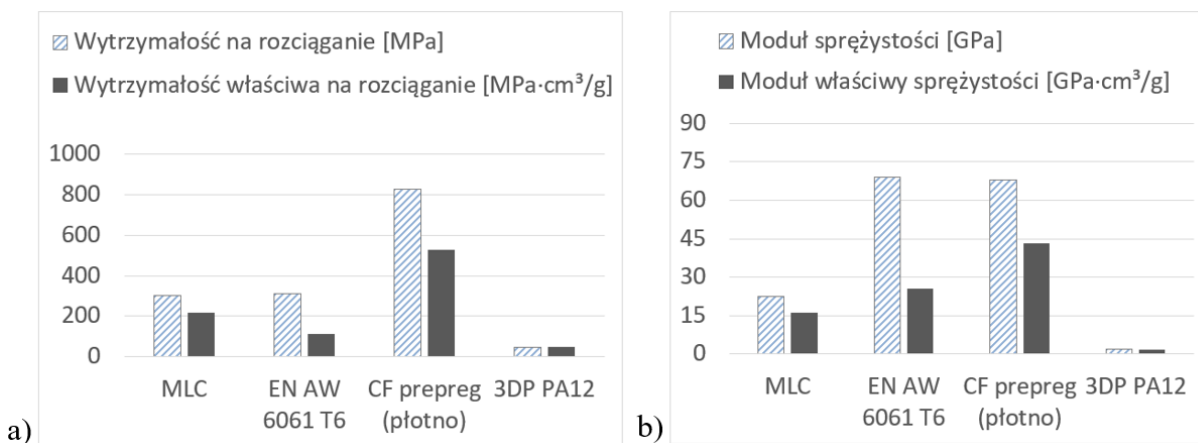 Wytrzymałość na rozciąganie [MPa]
Wytrzymałość właściwa na rozciąganie [MPa·cm³/g]
1000
800
600
400
200
0
MLC
EN AW
6061 T6
CF prepreg
(płotno)
3DP PA12
a)
Moduł sprężystości [GPa]
Moduł właściwy sprężystości [GPa·cm³/g]
90
75
60
45
30
15
0
MLC
EN AW
6061 T6
CF prepreg
(płotno)
3DP PA12
b)